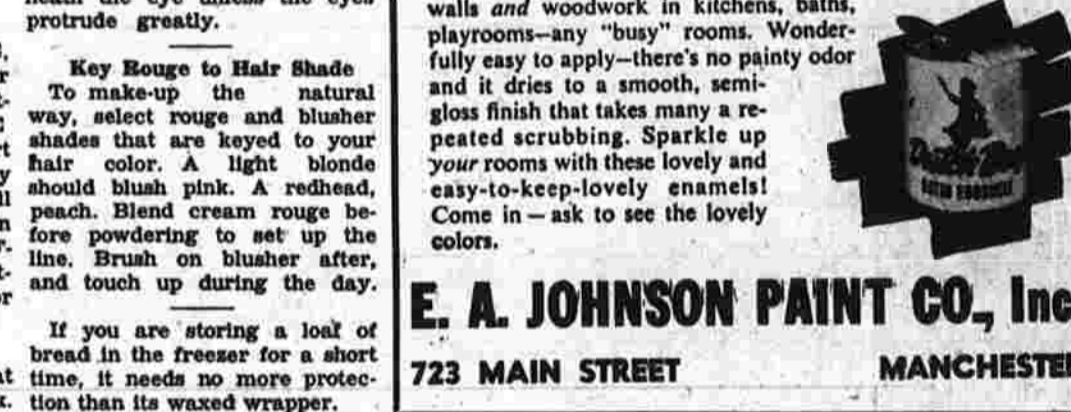 protrude greatly.
Key Rouge to Hair Shade
To make-up the natural
way, select rouge and blusher
shades that are keyed to your
hair color. A light blonde
should blush pink. A redhead,
peach. Blend cream rouge be-
fore powdering to set up the
line. Brush on blusher after,
and touch up during the day.
If you are storing a loaf of
bread in the freezer for a short
time, it needs no more protec-
tion than its waxed wrapper.
walls and woodwork in kitchens, baths,
playrooms—any "busy" rooms. Wonder-
fully easy to apply—there's no painty odor
and it dries to a smooth, semi-
gloss finish that takes many a re-
peated scrubbing. Sparkle up
your rooms with these lovely and
easy-to-keep-lovely enamels!
Come in — ask to see the lovely
colors.
E. A. JOHNSON PAINT CO., Inc
723 MAIN STREET MANCHESTER